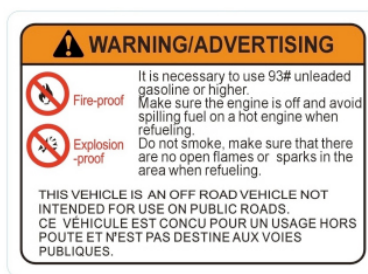 WARNING/ADVERTISING
It is necessary to use 93# unleaded
gasoline or higher.
Fire-proof
Make sure the engine is off and avoid
spilling fuel on a hot engine when
refueling.
Explosion
-proof
Do not smoke, make sure that there
are no open flames or sparks in the
area when refueling.
THIS VEHICLE IS AN OFF ROAD VEHICLE NOT
INTENDED FOR USE ON PUBLIC ROADS.
CE VÉHICULE EST CONCU POUR UN USAGE HORS
POUTE ET N'EST PAS DESTINE AUX VOIES
PUBLIQUES.